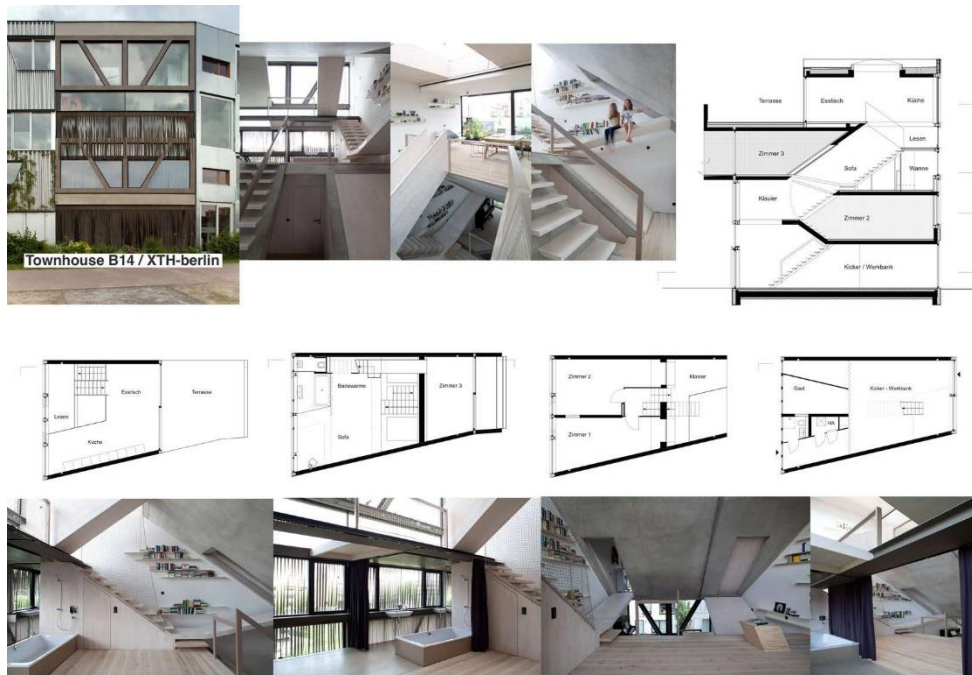 Townhouse B14 / XTH-berlin
Terrasse
Esstisch
Küche
Lesen
Zimmer 3
Sofa
Wanne
Klavier
Zimmer 2
Kicker / Werkbank
Esstisch
Terrasse
Lesen
Küche
Badewanne
Zimmer 3
Sofa
Zimmer 2
Klavier
Zimmer 1
Gast
Kicker - Werkbank
HA